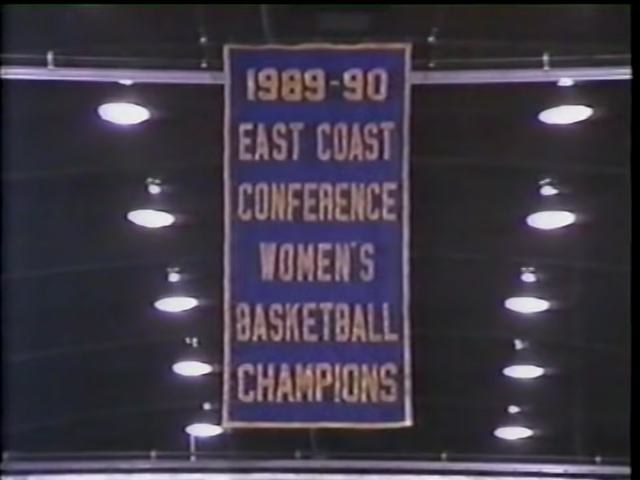 1989-90
EAST COAST
CONFERENCE
WOMEN'S
BASKETBALL
CHAMPIONS